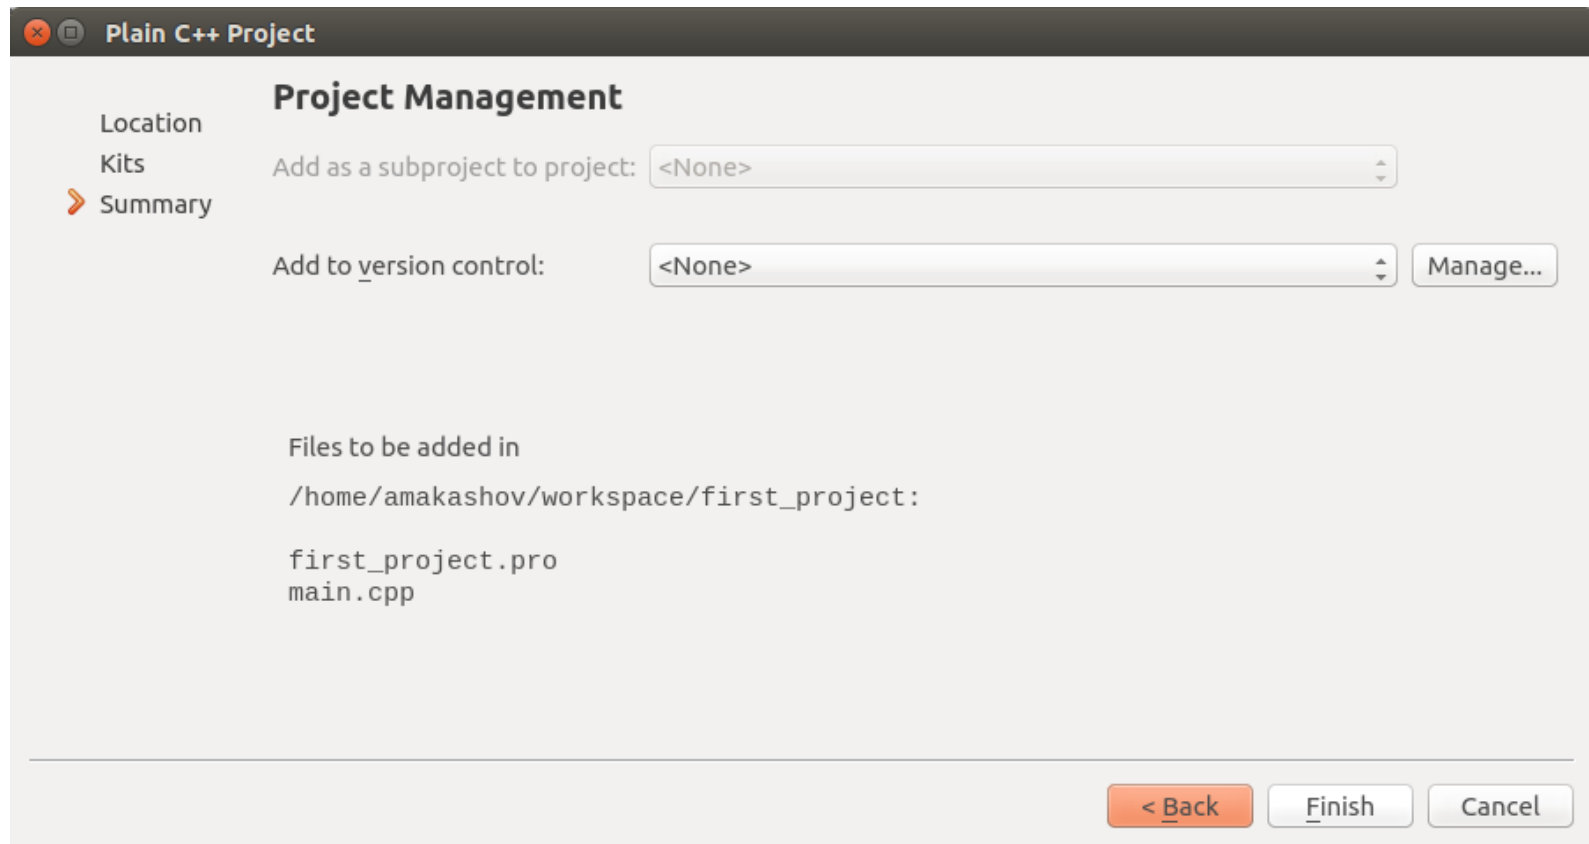 Plain C++ Project
Project Management
Location
Kits
Summary
Add as a subproject to project: <None>
Add to version control: <None> Manage...
Files to be added in
/home/amakashov/workspace/first_project:
first_project.pro
main.cpp
< Back Finish Cancel